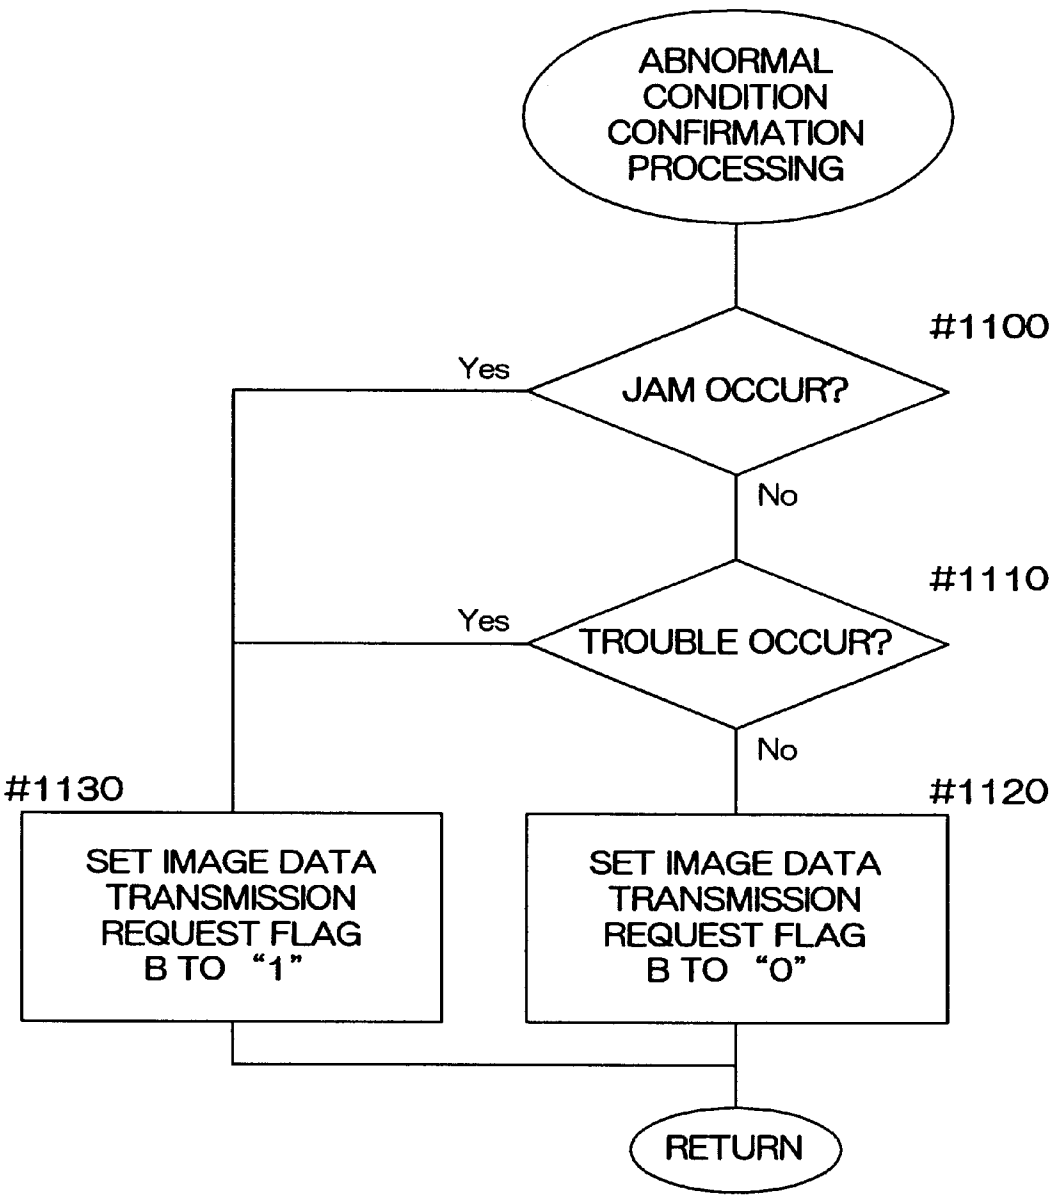 ABNORMAL
CONDITION
CONFIRMATION
PROCESSING
#1100
Yes
JAM OCCUR?
No
#1110
Yes
TROUBLE OCCUR?
No
#1130
SET IMAGE DATA
TRANSMISSION
REQUEST FLAG
B TO “1”
#1120
SET IMAGE DATA
TRANSMISSION
REQUEST FLAG
B TO “0”
RETURN